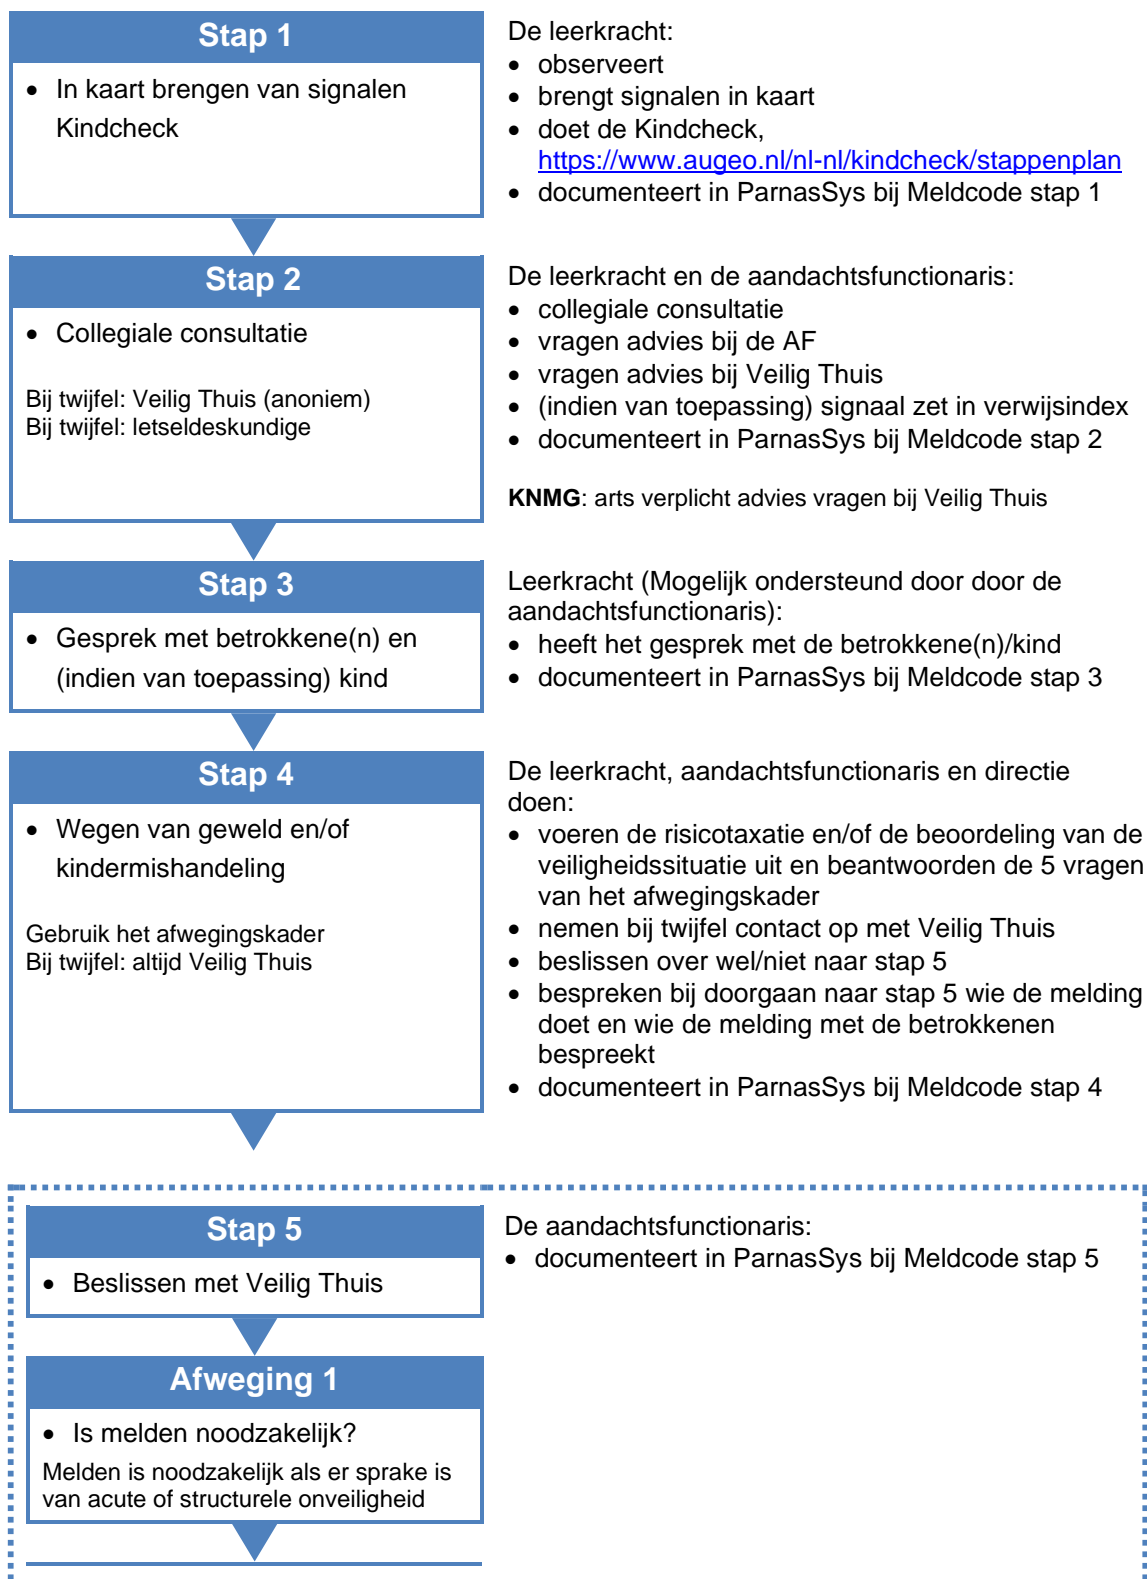 Stap 1
• In kaart brengen van signalen
Kindcheck
De leerkracht:
• observeert
• brengt signalen in kaart
• doet de Kindcheck,
https://www.augeo.nl/nl-nl/kindcheck/stappenplan
• documenteert in ParnasSys bij Meldcode stap 1
Stap 2
• Collegiale consultatie
Bij twijfel: Veilig Thuis (anoniem)
Bij twijfel: letseldeskundige
De leerkracht en de aandachtsfunctionaris:
• collegiale consultatie
• vragen advies bij de AF
• vragen advies bij Veilig Thuis
• (indien van toepassing) signaal zet in verwijsindex
• documenteert in ParnasSys bij Meldcode stap 2
KNMG: arts verplicht advies vragen bij Veilig Thuis
Stap 3
• Gesprek met betrokkene(n) en
(indien van toepassing) kind
Leerkracht (Mogelijk ondersteund door door de
aandachtsfunctionaris):
• heeft het gesprek met de betrokkene(n)/kind
• documenteert in ParnasSys bij Meldcode stap 3
Stap 4
• Wegen van geweld en/of
kindermishandeling
Gebruik het afwegingskader
Bij twijfel: altijd Veilig Thuis
De leerkracht, aandachtsfunctionaris en directie
doen:
• voeren de risicotaxatie en/of de beoordeling van de
veiligheidssituatie uit en beantwoorden de 5 vragen
van het afwegingskader
• nemen bij twijfel contact op met Veilig Thuis
• beslissen over wel/niet naar stap 5
• bespreken bij doorgaan naar stap 5 wie de melding
doet en wie de melding met de betrokkenen
bespreekt
• documenteert in ParnasSys bij Meldcode stap 4
Stap 5
• Beslissen met Veilig Thuis
De aandachtsfunctionaris:
• documenteert in ParnasSys bij Meldcode stap 5
Afweging 1
• Is melden noodzakelijk?
Melden is noodzakelijk als er sprake is
van acute of structurele onveiligheid